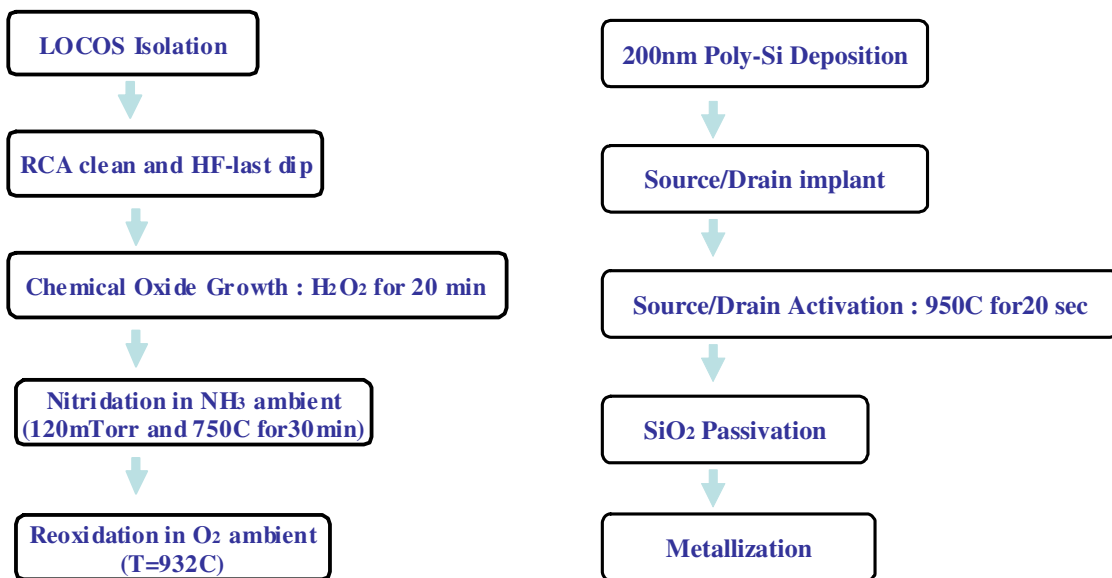 LOCOS Isolation
RCA clean and HF-last dip
Chemical Oxide Growth : H₂O₂ for 20 min
Nitridation in NH₃ ambient
(120mTorr and 750C for30min)
Reoxidation in O₂ ambient
(T=932C)
200nm Poly-Si Deposition
Source/Drain implant
Source/Drain Activation : 950C for20 sec
SiO₂ Passivation
Metallization